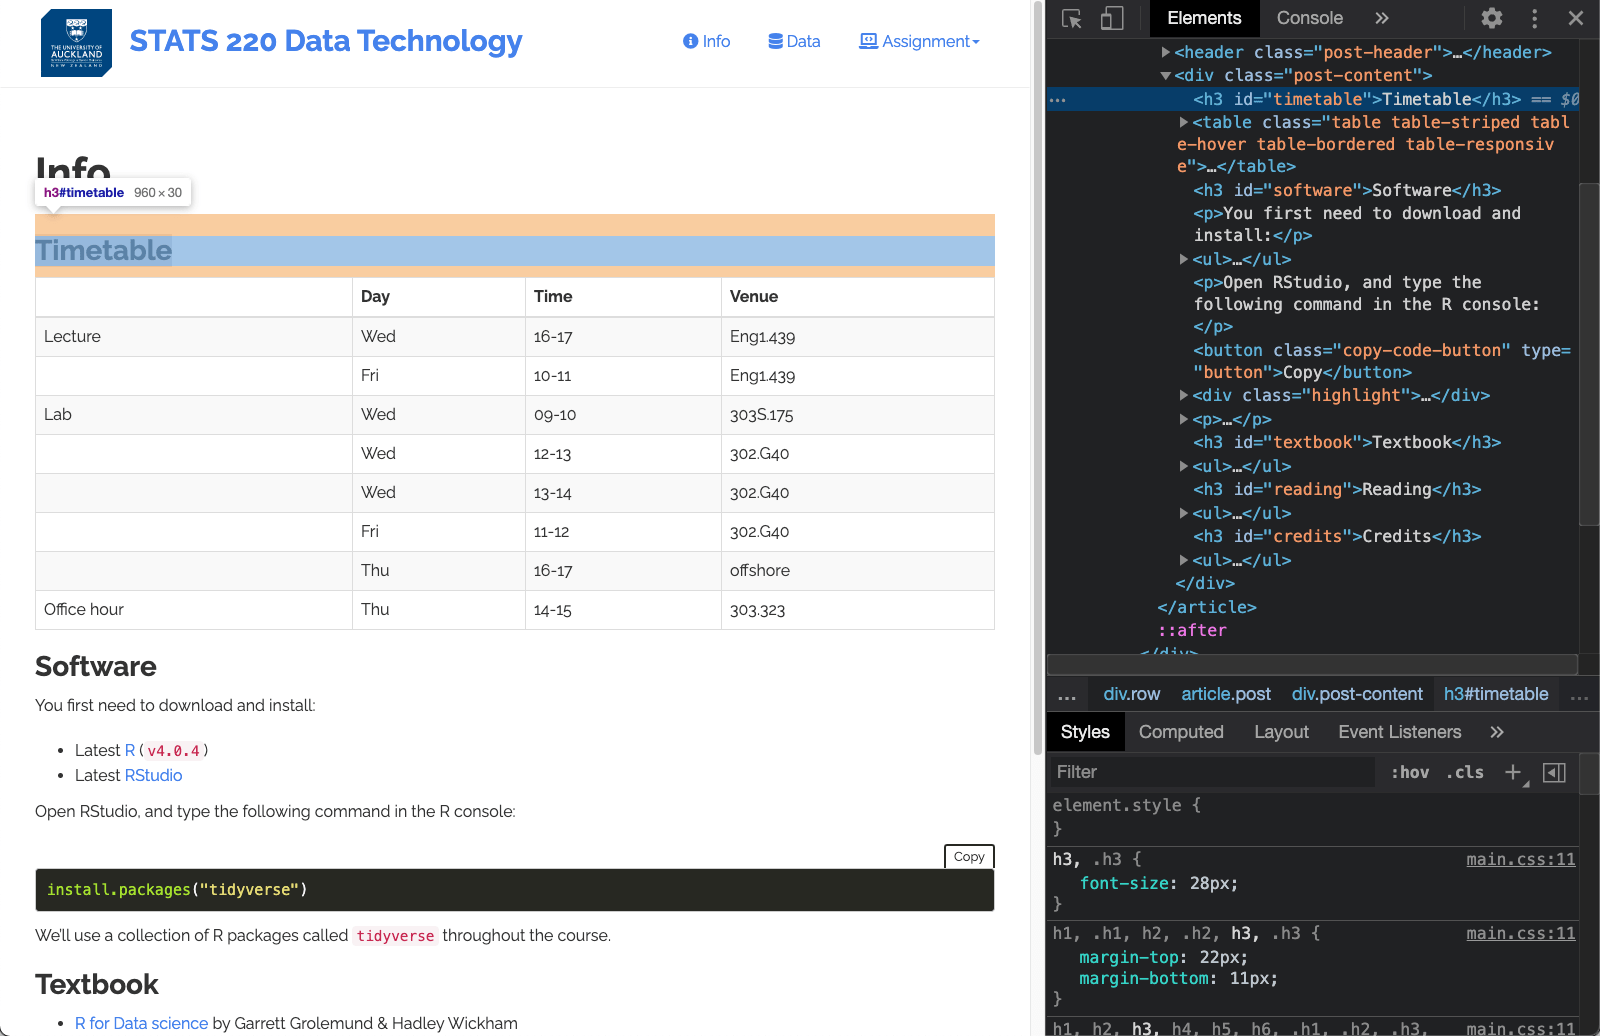 THE UNIVERSITY OF
AUCKLAND
NEW ZEALAND
STATS 220 Data Technology
Info
Data
Assignment
Info
h3#timetable 960 × 30
Timetable
Day Time Venue
Lecture Wed 16-17 Eng1.439
Fri 10-11 Eng1.439
Lab Wed 09-10 303S.175
Wed 12-13 302.G40
Wed 13-14 302.G40
Fri 11-12 302.G40
Thu 16-17 offshore
Office hour Thu 14-15 303.323
Software
You first need to download and install:
• Latest R (v4.0.4)
• Latest RStudio
Open RStudio, and type the following command in the R console:
Copy
install.packages("tidyverse")
We'll use a collection of R packages called tidyverse throughout the course.
Textbook
• R for Data science by Garrett Grolemund & Hadley Wickham
Elements Console »
<header class="post-header">…</header>
<div class="post-content">
… <h3 id="timetable">Timetable</h3> == $0
<table class="table table-striped tabl
e-hover table-bordered table-responsiv
e">…</table>
<h3 id="software">Software</h3>
<p>You first need to download and
install:</p>
<ul>…</ul>
<p>Open RStudio, and type the
following command in the R console:
</p>
<button class="copy-code-button" type=
"button">Copy</button>
<div class="highlight">…</div>
<p>…</p>
<h3 id="textbook">Textbook</h3>
<ul>…</ul>
<h3 id="reading">Reading</h3>
<ul>…</ul>
<h3 id="credits">Credits</h3>
<ul>…</ul>
</div>
</article>
::after
</div>
… div.row article.post div.post-content h3#timetable …
Styles Computed Layout Event Listeners »
Filter :hov .cls +
element.style {
}
h3, .h3 { main.css:11
font-size: 28px;
}
h1, .h1, h2, .h2, h3, .h3 { main.css:11
margin-top: 22px;
margin-bottom: 11px;
}
h1, h2, h3, h4, h5, h6, .h1, .h2, .h3, main.css:11